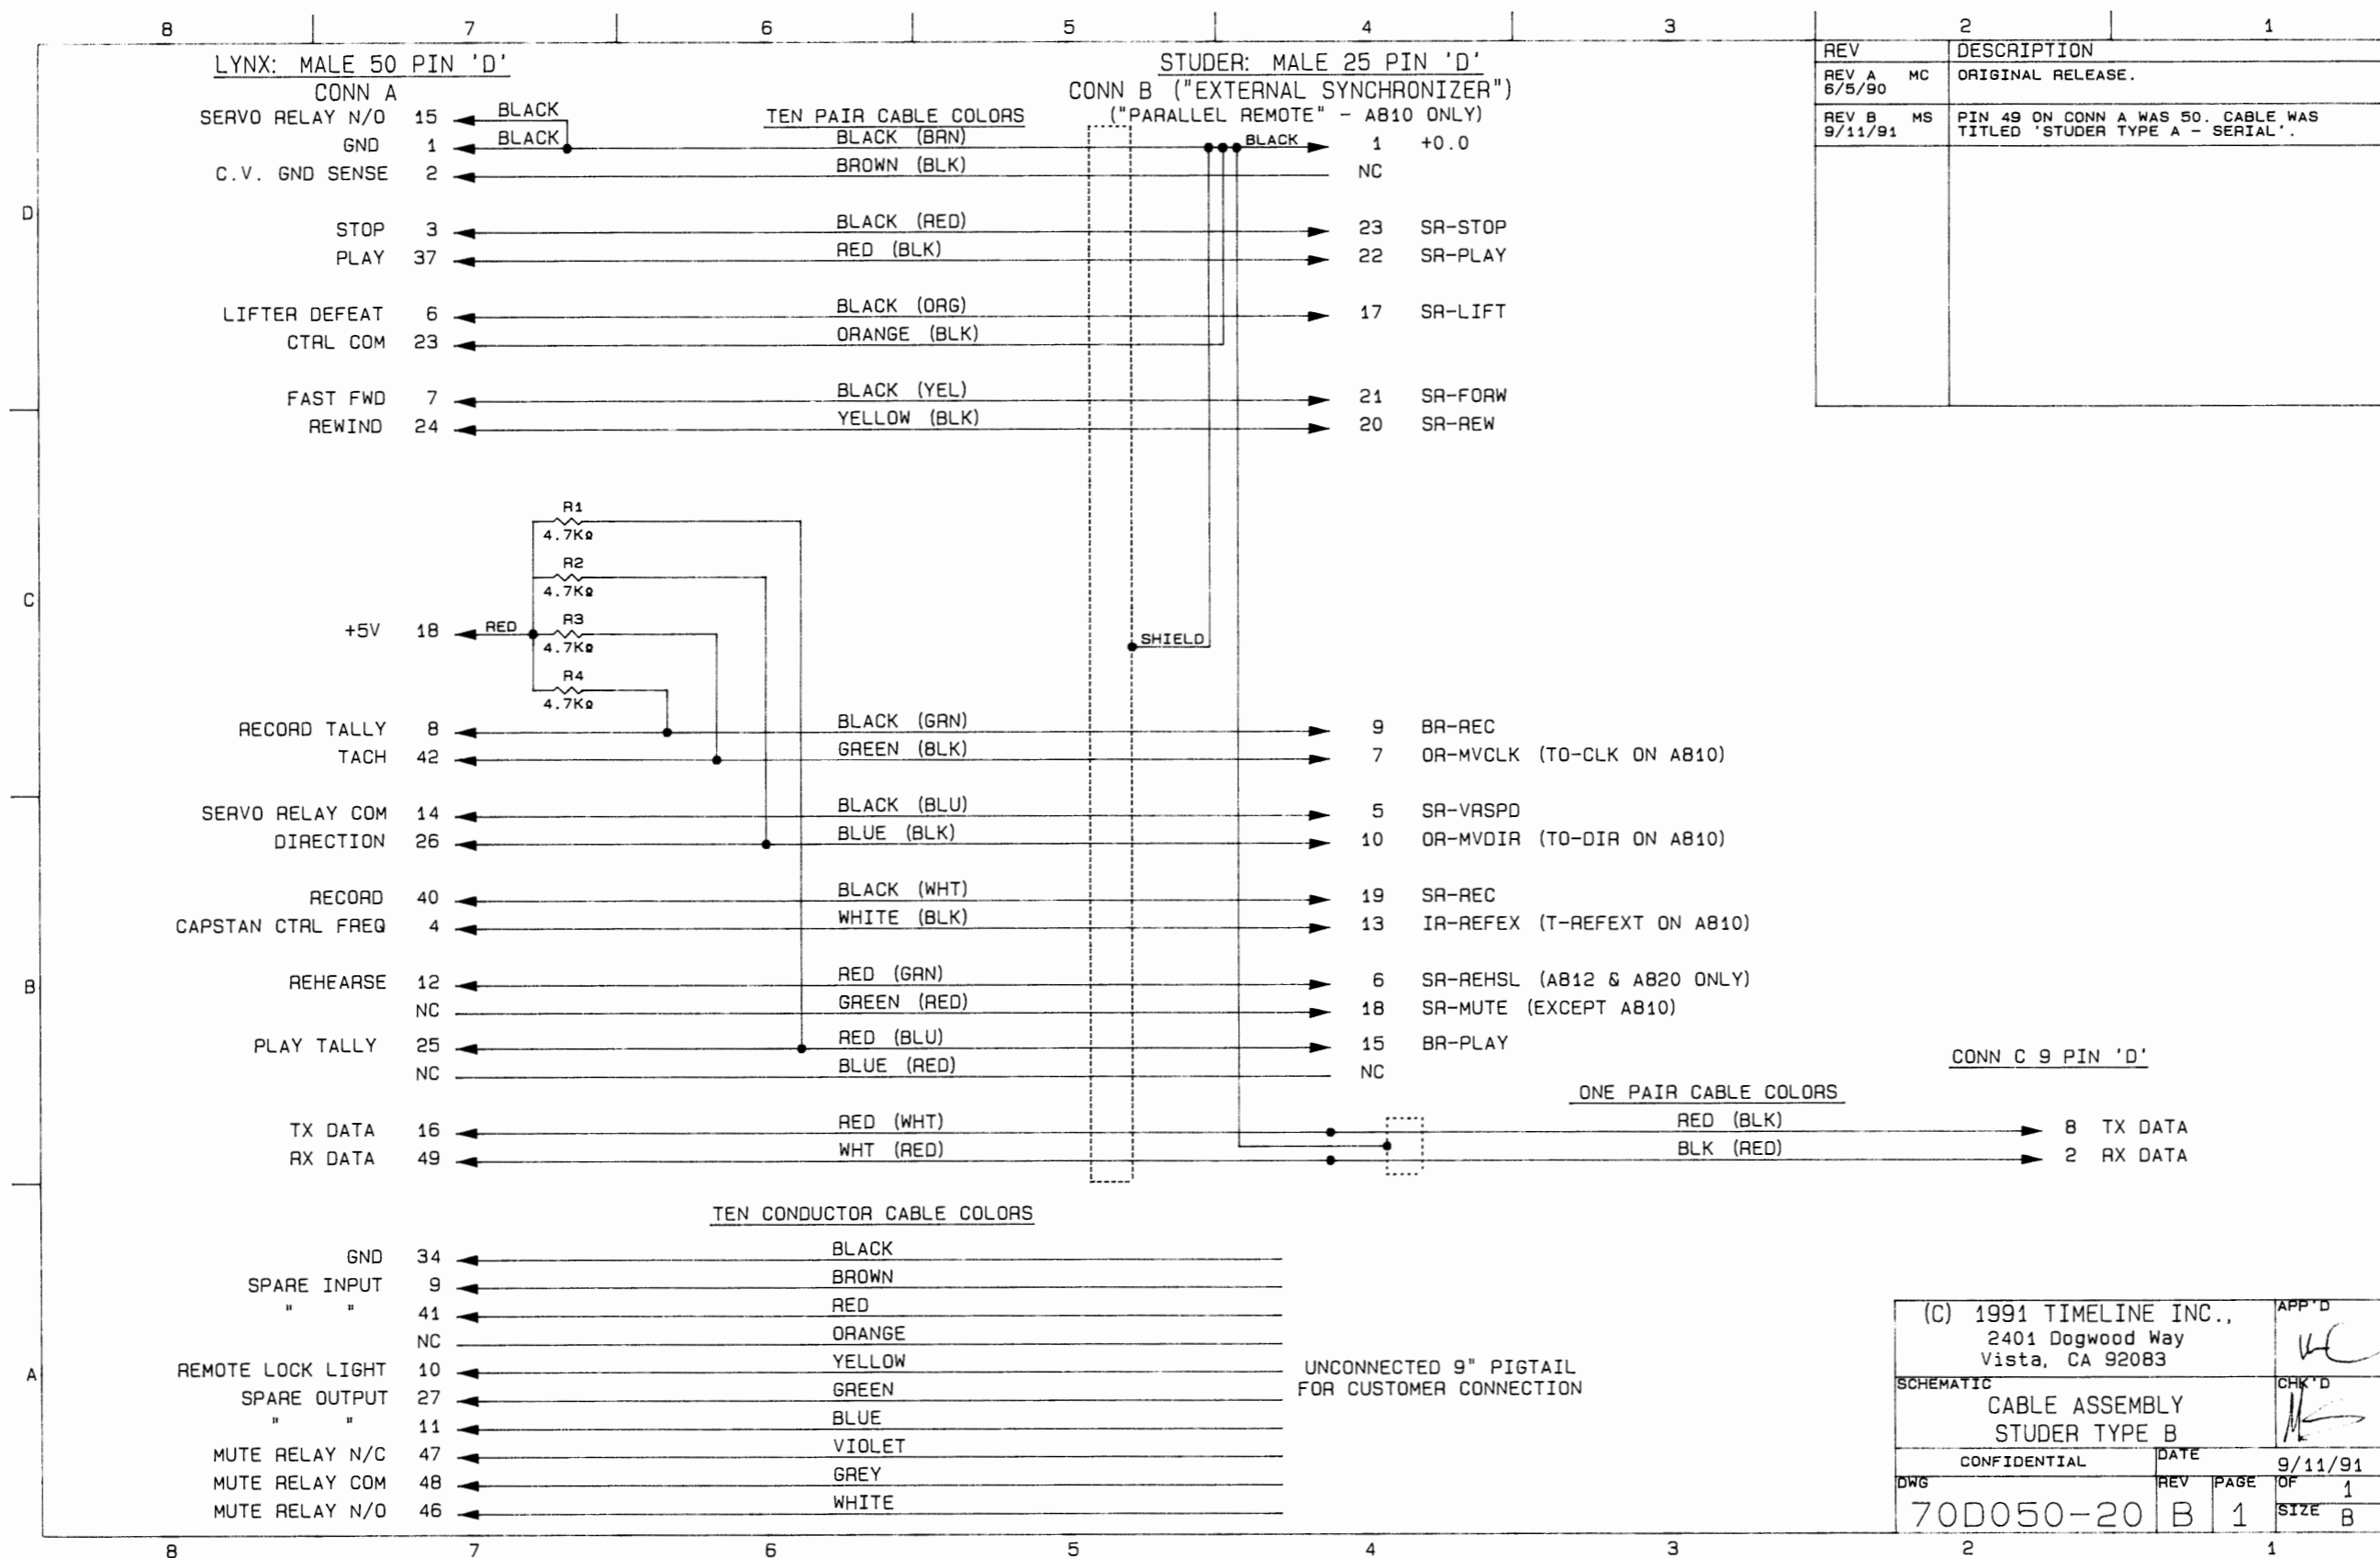 8 7 6 5 4 3 2 1
LYNX: MALE 50 PIN 'D'
CONN A
STUDER: MALE 25 PIN 'D'
CONN B ("EXTERNAL SYNCHRONIZER")
("PARALLEL REMOTE" - A810 ONLY)
REV DESCRIPTION
REV A MC ORIGINAL RELEASE.
6/5/90
REV B MS PIN 49 ON CONN A WAS 50. CABLE WAS
9/11/91 TITLED 'STUDER TYPE A - SERIAL'.
TEN PAIR CABLE COLORS
SERVO RELAY N/O 15 BLACK
GND 1 BLACK BLACK (BRN) BLACK 1 +0.0
C.V. GND SENSE 2 BROWN (BLK) NC
D
STOP 3 BLACK (RED) 23 SR-STOP
PLAY 37 RED (BLK) 22 SR-PLAY
LIFTER DEFEAT 6 BLACK (ORG) 17 SR-LIFT
CTRL COM 23 ORANGE (BLK)
FAST FWD 7 BLACK (YEL) 21 SR-FORW
REWIND 24 YELLOW (BLK) 20 SR-REW
R1
4.7KΩ
R2
4.7KΩ
C
R3
+5V 18 RED
4.7KΩ
SHIELD
R4
4.7KΩ
RECORD TALLY 8 BLACK (GRN) 9 BR-REC
TACH 42 GREEN (BLK) 7 OR-MVCLK (TO-CLK ON A810)
SERVO RELAY COM 14 BLACK (BLU) 5 SR-VRSPD
DIRECTION 26 BLUE (BLK) 10 OR-MVDIR (TO-DIR ON A810)
RECORD 40 BLACK (WHT) 19 SR-REC
CAPSTAN CTRL FREQ 4 WHITE (BLK) 13 IR-REFEX (T-REFEXT ON A810)
B
REHEARSE 12 RED (GRN) 6 SR-REHSL (A812 & A820 ONLY)
NC GREEN (RED) 18 SR-MUTE (EXCEPT A810)
PLAY TALLY 25 RED (BLU) 15 BR-PLAY
NC BLUE (RED) NC
CONN C 9 PIN 'D'
ONE PAIR CABLE COLORS
TX DATA 16 RED (WHT) RED (BLK) 8 TX DATA
RX DATA 49 WHT (RED) BLK (RED) 2 RX DATA
TEN CONDUCTOR CABLE COLORS
GND 34 BLACK
SPARE INPUT 9 BROWN
" " 41 RED
NC ORANGE
A
REMOTE LOCK LIGHT 10 YELLOW
SPARE OUTPUT 27 GREEN
" " 11 BLUE
MUTE RELAY N/C 47 VIOLET
MUTE RELAY COM 48 GREY
MUTE RELAY N/O 46 WHITE
UNCONNECTED 9" PIGTAIL
FOR CUSTOMER CONNECTION
(C) 1991 TIMELINE INC.,
2401 Dogwood Way
Vista, CA 92083
APP'D
SCHEMATIC
CABLE ASSEMBLY
STUDER TYPE B
CHK'D
CONFIDENTIAL
DATE 9/11/91
DWG 70D050-20
REV B
PAGE 1
OF 1
SIZE B
8 7 6 5 4 3 2 1